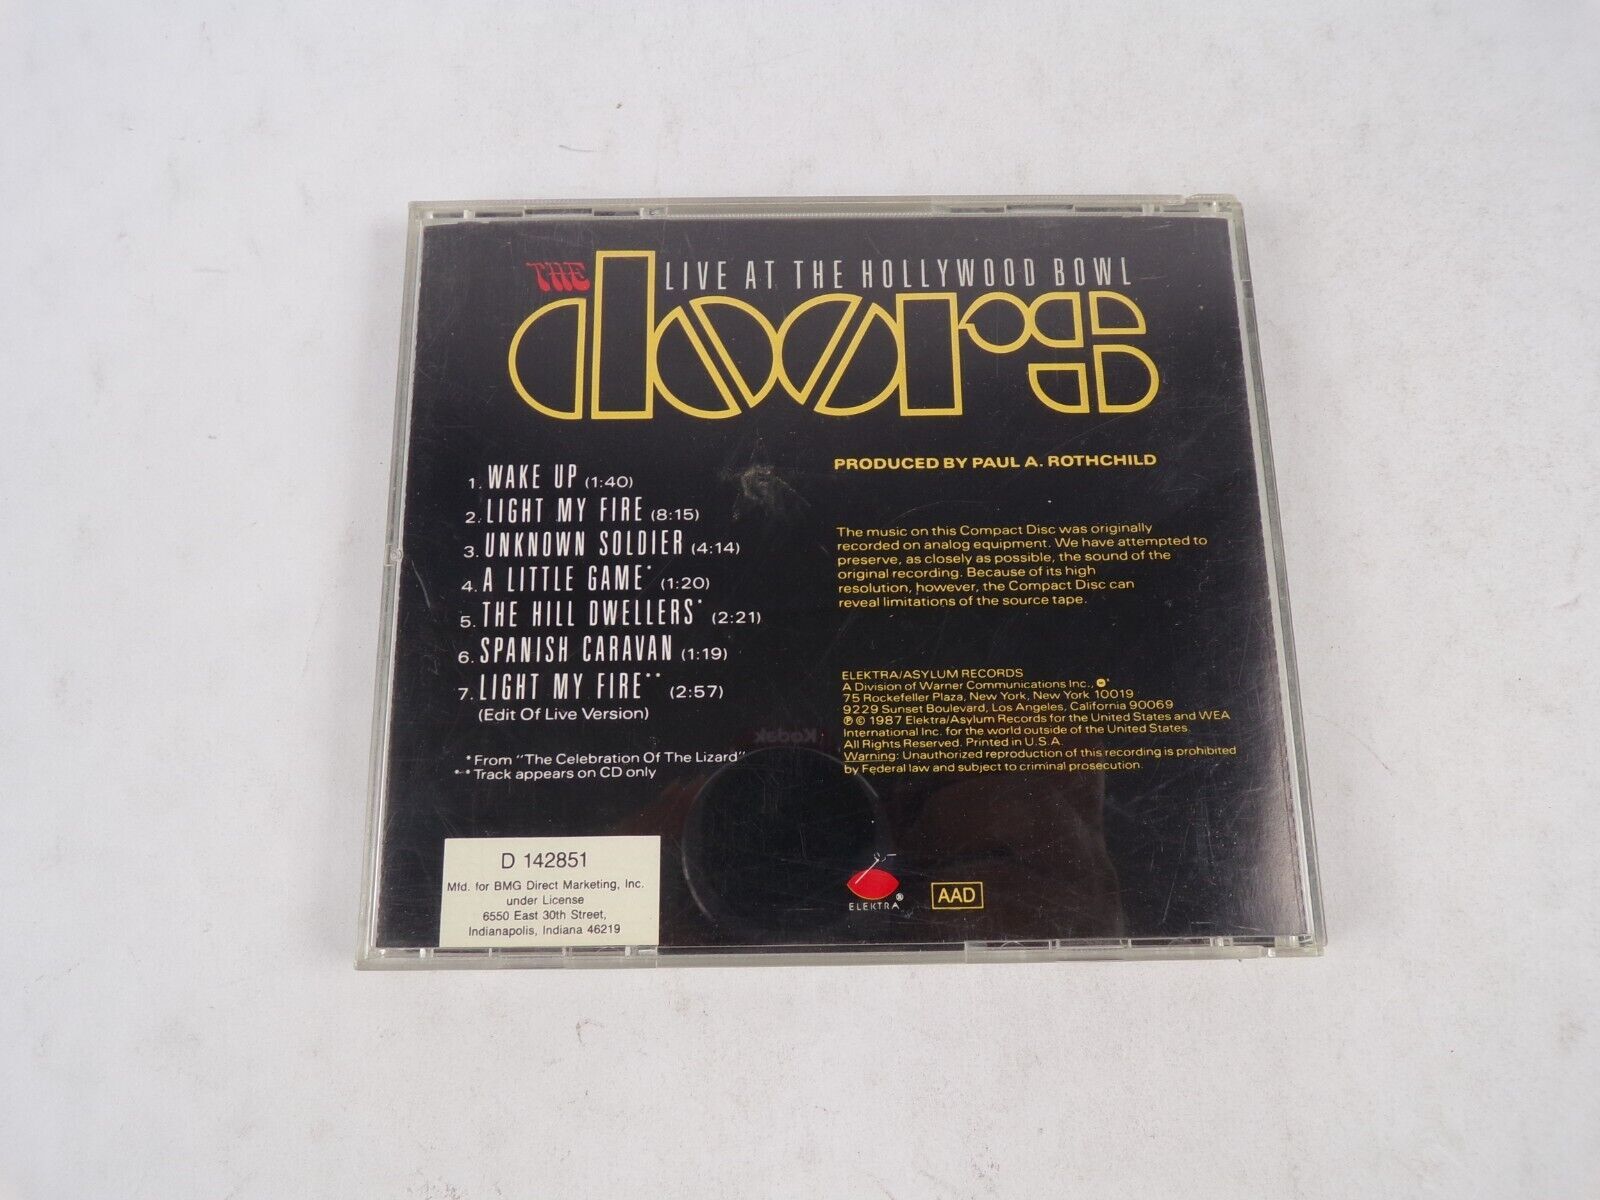 THE LIVE AT THE HOLLYWOOD BOWL
doors
1. WAKE UP (1:40)
2. LIGHT MY FIRE (8:15)
3. UNKNOWN SOLDIER (4:14)
4. A LITTLE GAME* (1:20)
5. THE HILL DWELLERS* (2:21)
6. SPANISH CARAVAN (1:19)
7. LIGHT MY FIRE** (2:57)
(Edit Of Live Version)
*From "The Celebration Of The Lizard"
**Track appears on CD only
PRODUCED BY PAUL A. ROTHCHILD
The music on this Compact Disc was originally
recorded on analog equipment. We have attempted to
preserve, as closely as possible, the sound of the
original recording. Because of its high
resolution, however, the Compact Disc can
reveal limitations of the source tape.
ELEKTRA/ASYLUM RECORDS
A Division of Warner Communications Inc.,
75 Rockefeller Plaza, New York, New York 10019
9229 Sunset Boulevard, Los Angeles, California 90069
℗ © 1987 Elektra/Asylum Records for the United States and WEA
International Inc. for the world outside of the United States.
All Rights Reserved. Printed in U.S.A.
Warning: Unauthorized reproduction of this recording is prohibited
by Federal law and subject to criminal prosecution.
Kodak
D 142851
Mfd. for BMG Direct Marketing, Inc.
under License
6550 East 30th Street,
Indianapolis, Indiana 46219
ELEKTRA®
AAD